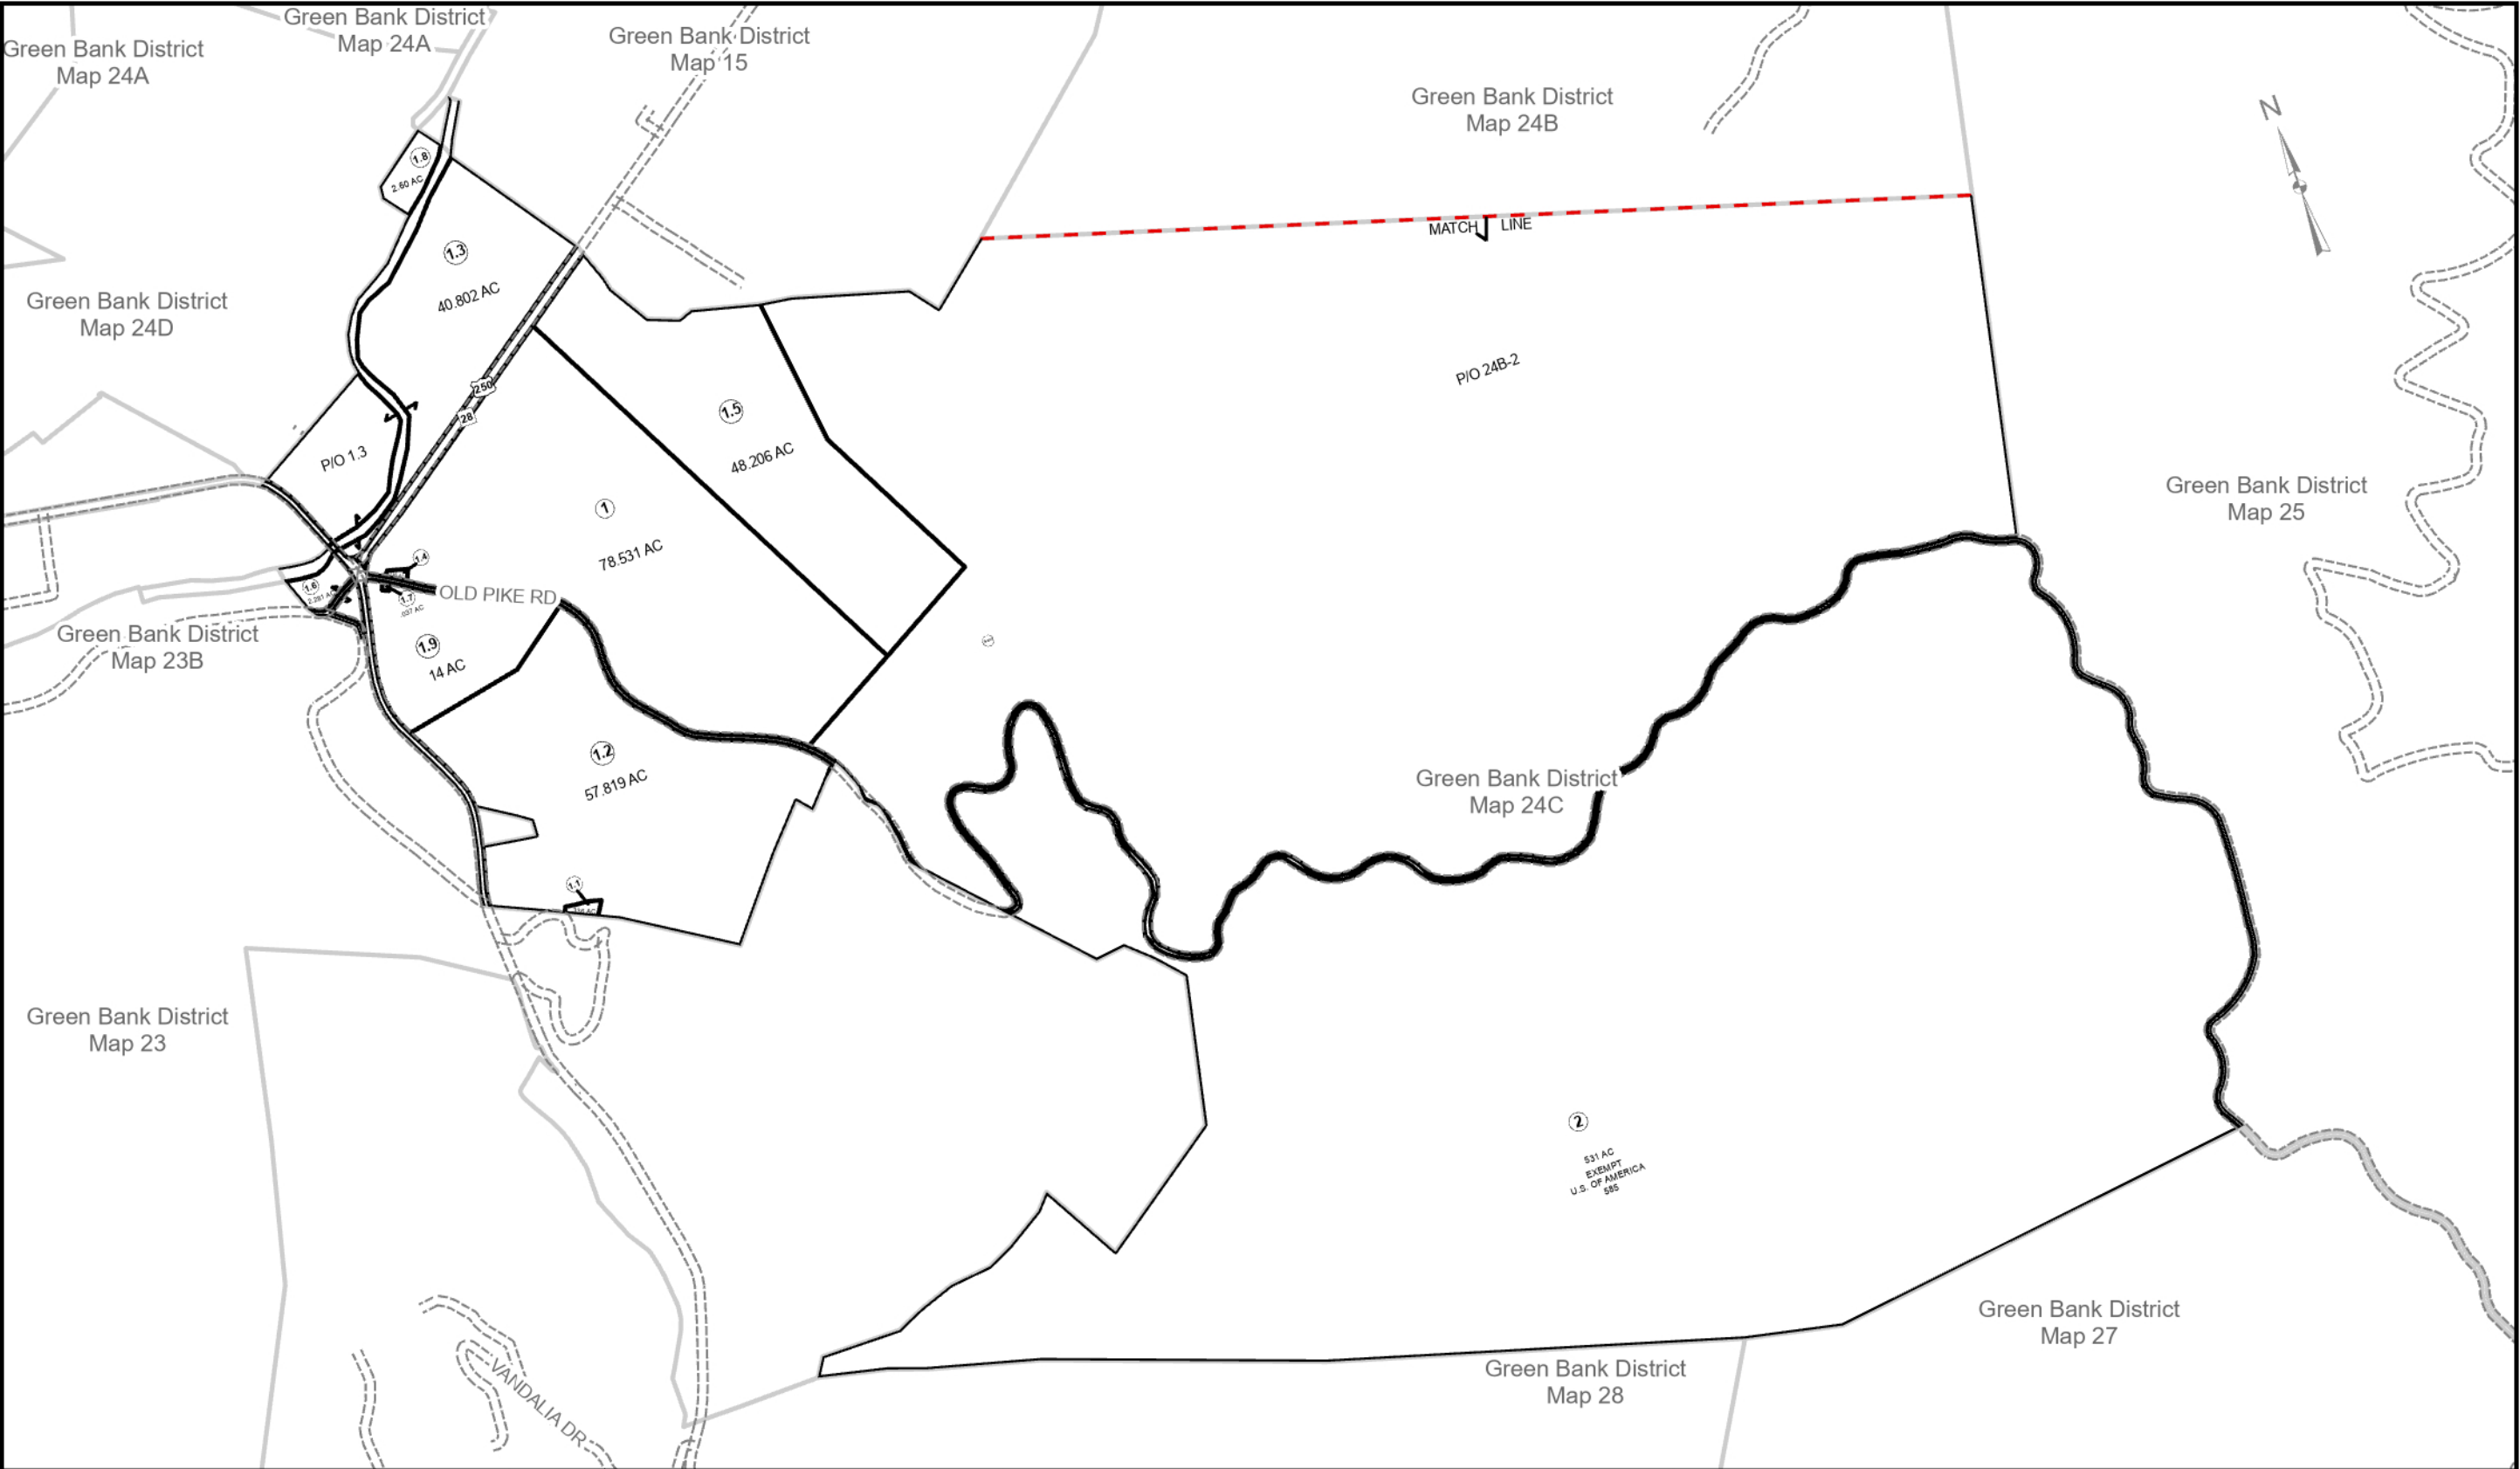 Green Bank District
Map 24A
Green Bank District
Map 24A
Green Bank District
Map 15
Green Bank District
Map 24B
N
1.8
2.60 AC
MATCH LINE
1.3
40.802 AC
Green Bank District
Map 24D
P/O 24B-2
250
28
1.5
48.206 AC
P/O 1.3
Green Bank District
Map 25
1
78.531 AC
1.4
1.6
1.7
.037 AC
OLD PIKE RD
Green Bank District
Map 23B
1.9
14 AC
1.2
57.819 AC
Green Bank District
Map 24C
1.1
Green Bank District
Map 23
2
531 AC
EXEMPT
U.S. OF AMERICA
585
Green Bank District
Map 27
Green Bank District
Map 28
VANDALIA DR